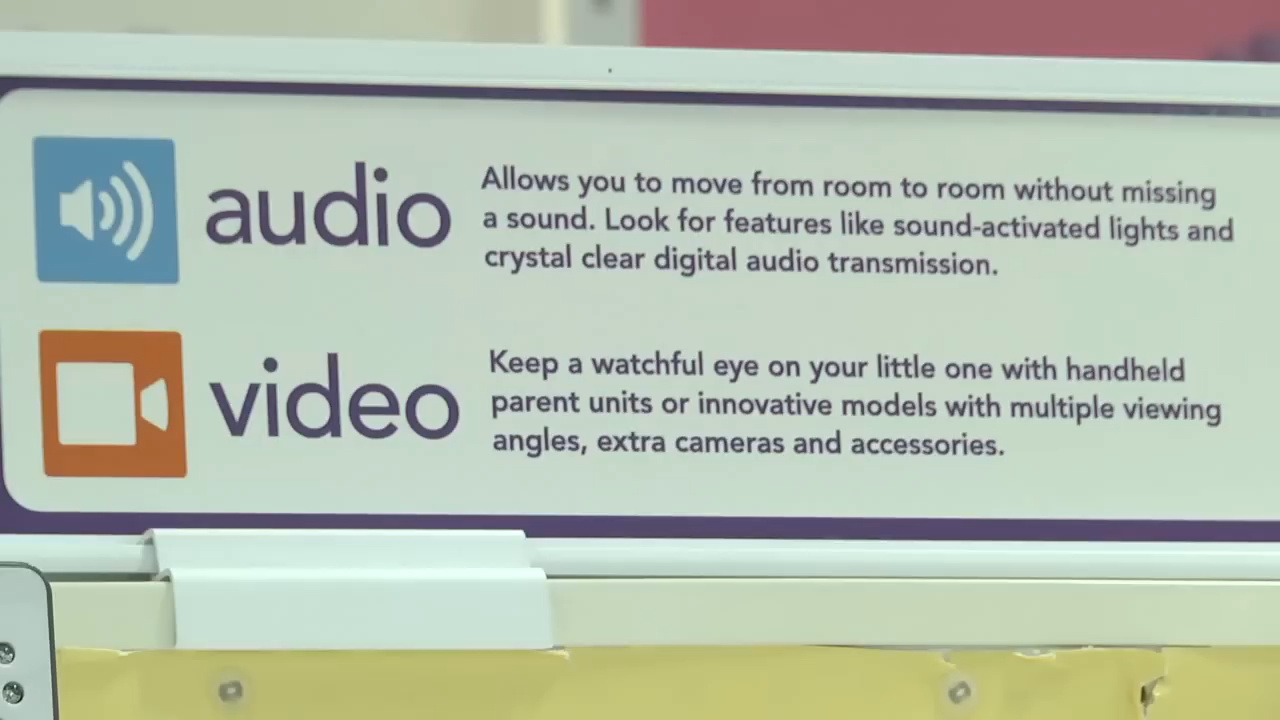 audio
Allows you to move from room to room without missing
a sound. Look for features like sound-activated lights and
crystal clear digital audio transmission.
video
Keep a watchful eye on your little one with handheld
parent units or innovative models with multiple viewing
angles, extra cameras and accessories.